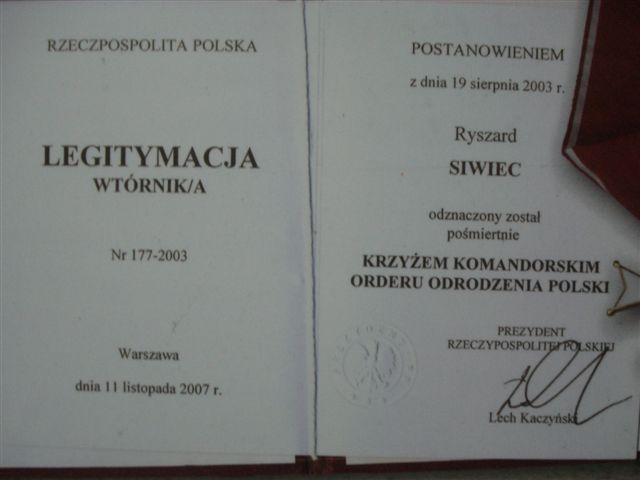 RZECZPOSPOLITA POLSKA
LEGITYMACJA
WTÓRNIK/A
Nr 177-2003
Warszawa
dnia 11 listopada 2007 r.
POSTANOWIENIEM
z dnia 19 sierpnia 2003 r.
Ryszard
SIWIEC
odznaczony został
pośmiertnie
KRZYŻEM KOMANDORSKIM
ORDERU ODRODZENIA POLSKI
PREZYDENT
RZECZYPOSPOLITEJ POLSKIEJ
Lech Kaczyński